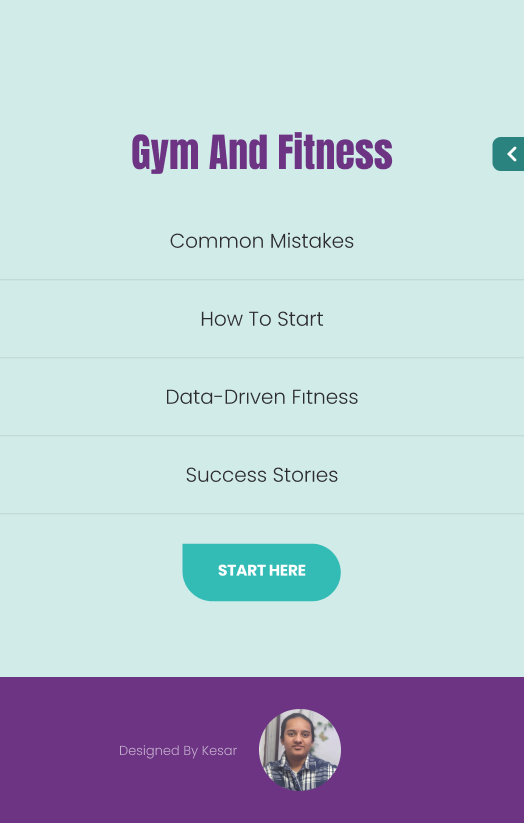 Gym And Fitness
Common Mistakes
How To Start
Data-Driven Fitness
Success Stories
START HERE
Designed By Kesar